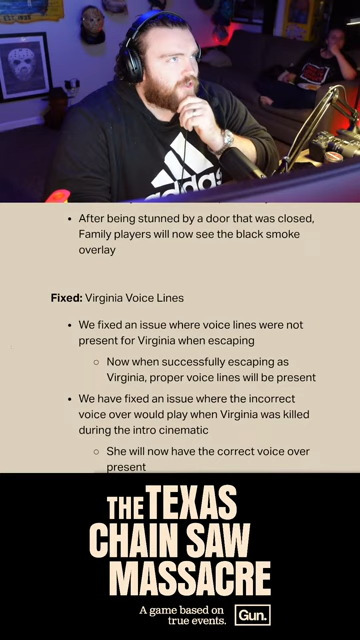 adidas
• After being stunned by a door that was closed,
Family players will now see the black smoke
overlay
Fixed: Virginia Voice Lines
• We fixed an issue where voice lines were not
present for Virginia when escaping
○ Now when successfully escaping as
Virginia, proper voice lines will be present
• We have fixed an issue where the incorrect
voice over would play when Virginia was killed
during the intro cinematic
○ She will now have the correct voice over
present
THE TEXAS
CHAIN SAW
MASSACRE
A game based on
true events.
Gun.